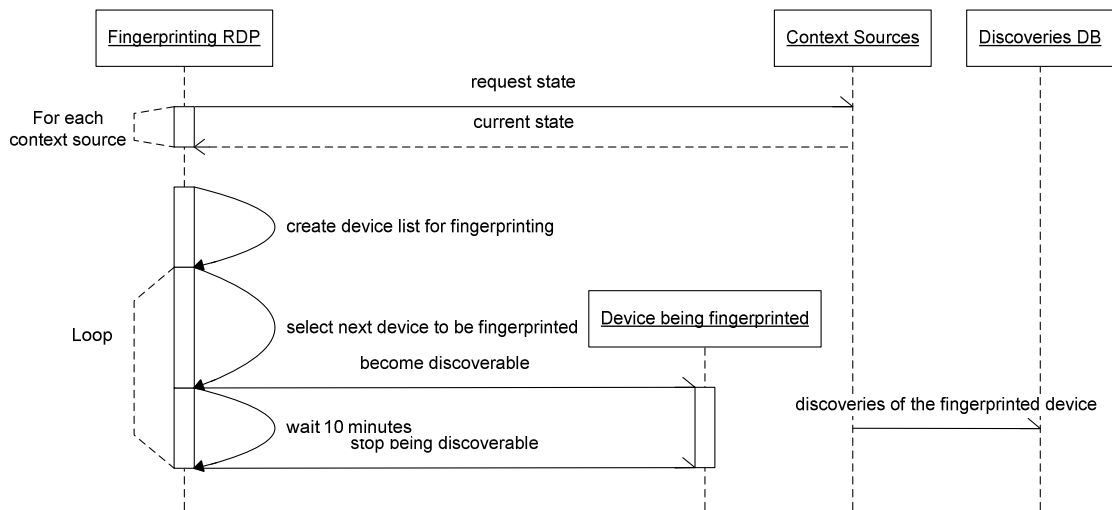 Fingerprinting RDP
Context Sources
Discoveries DB
request state
For each
context source
current state
create device list for fingerprinting
Loop
select next device to be fingerprinted
Device being fingerprinted
become discoverable
discoveries of the fingerprinted device
wait 10 minutes
stop being discoverable